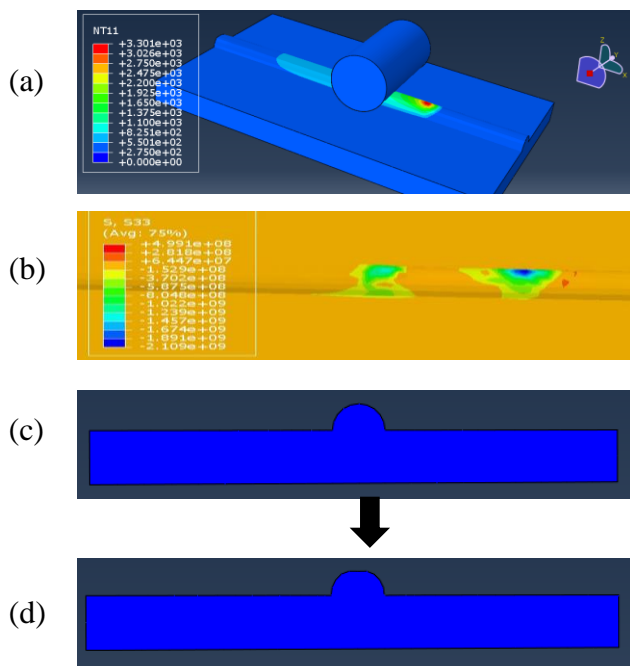 (a)
NT11
+3.301e+03
+3.026e+03
+2.750e+03
+2.475e+03
+2.200e+03
+1.925e+03
+1.650e+03
+1.375e+03
+1.100e+03
+8.251e+02
+5.501e+02
+2.750e+02
+0.000e+00
Z
Y
X
(b)
S, S33
(Avg: 75%)
+4.991e+08
+2.818e+08
+6.447e+07
-1.529e+08
-3.702e+08
-5.875e+08
-8.048e+08
-1.022e+09
-1.239e+09
-1.457e+09
-1.674e+09
-1.891e+09
-2.109e+09
(c)
(d)